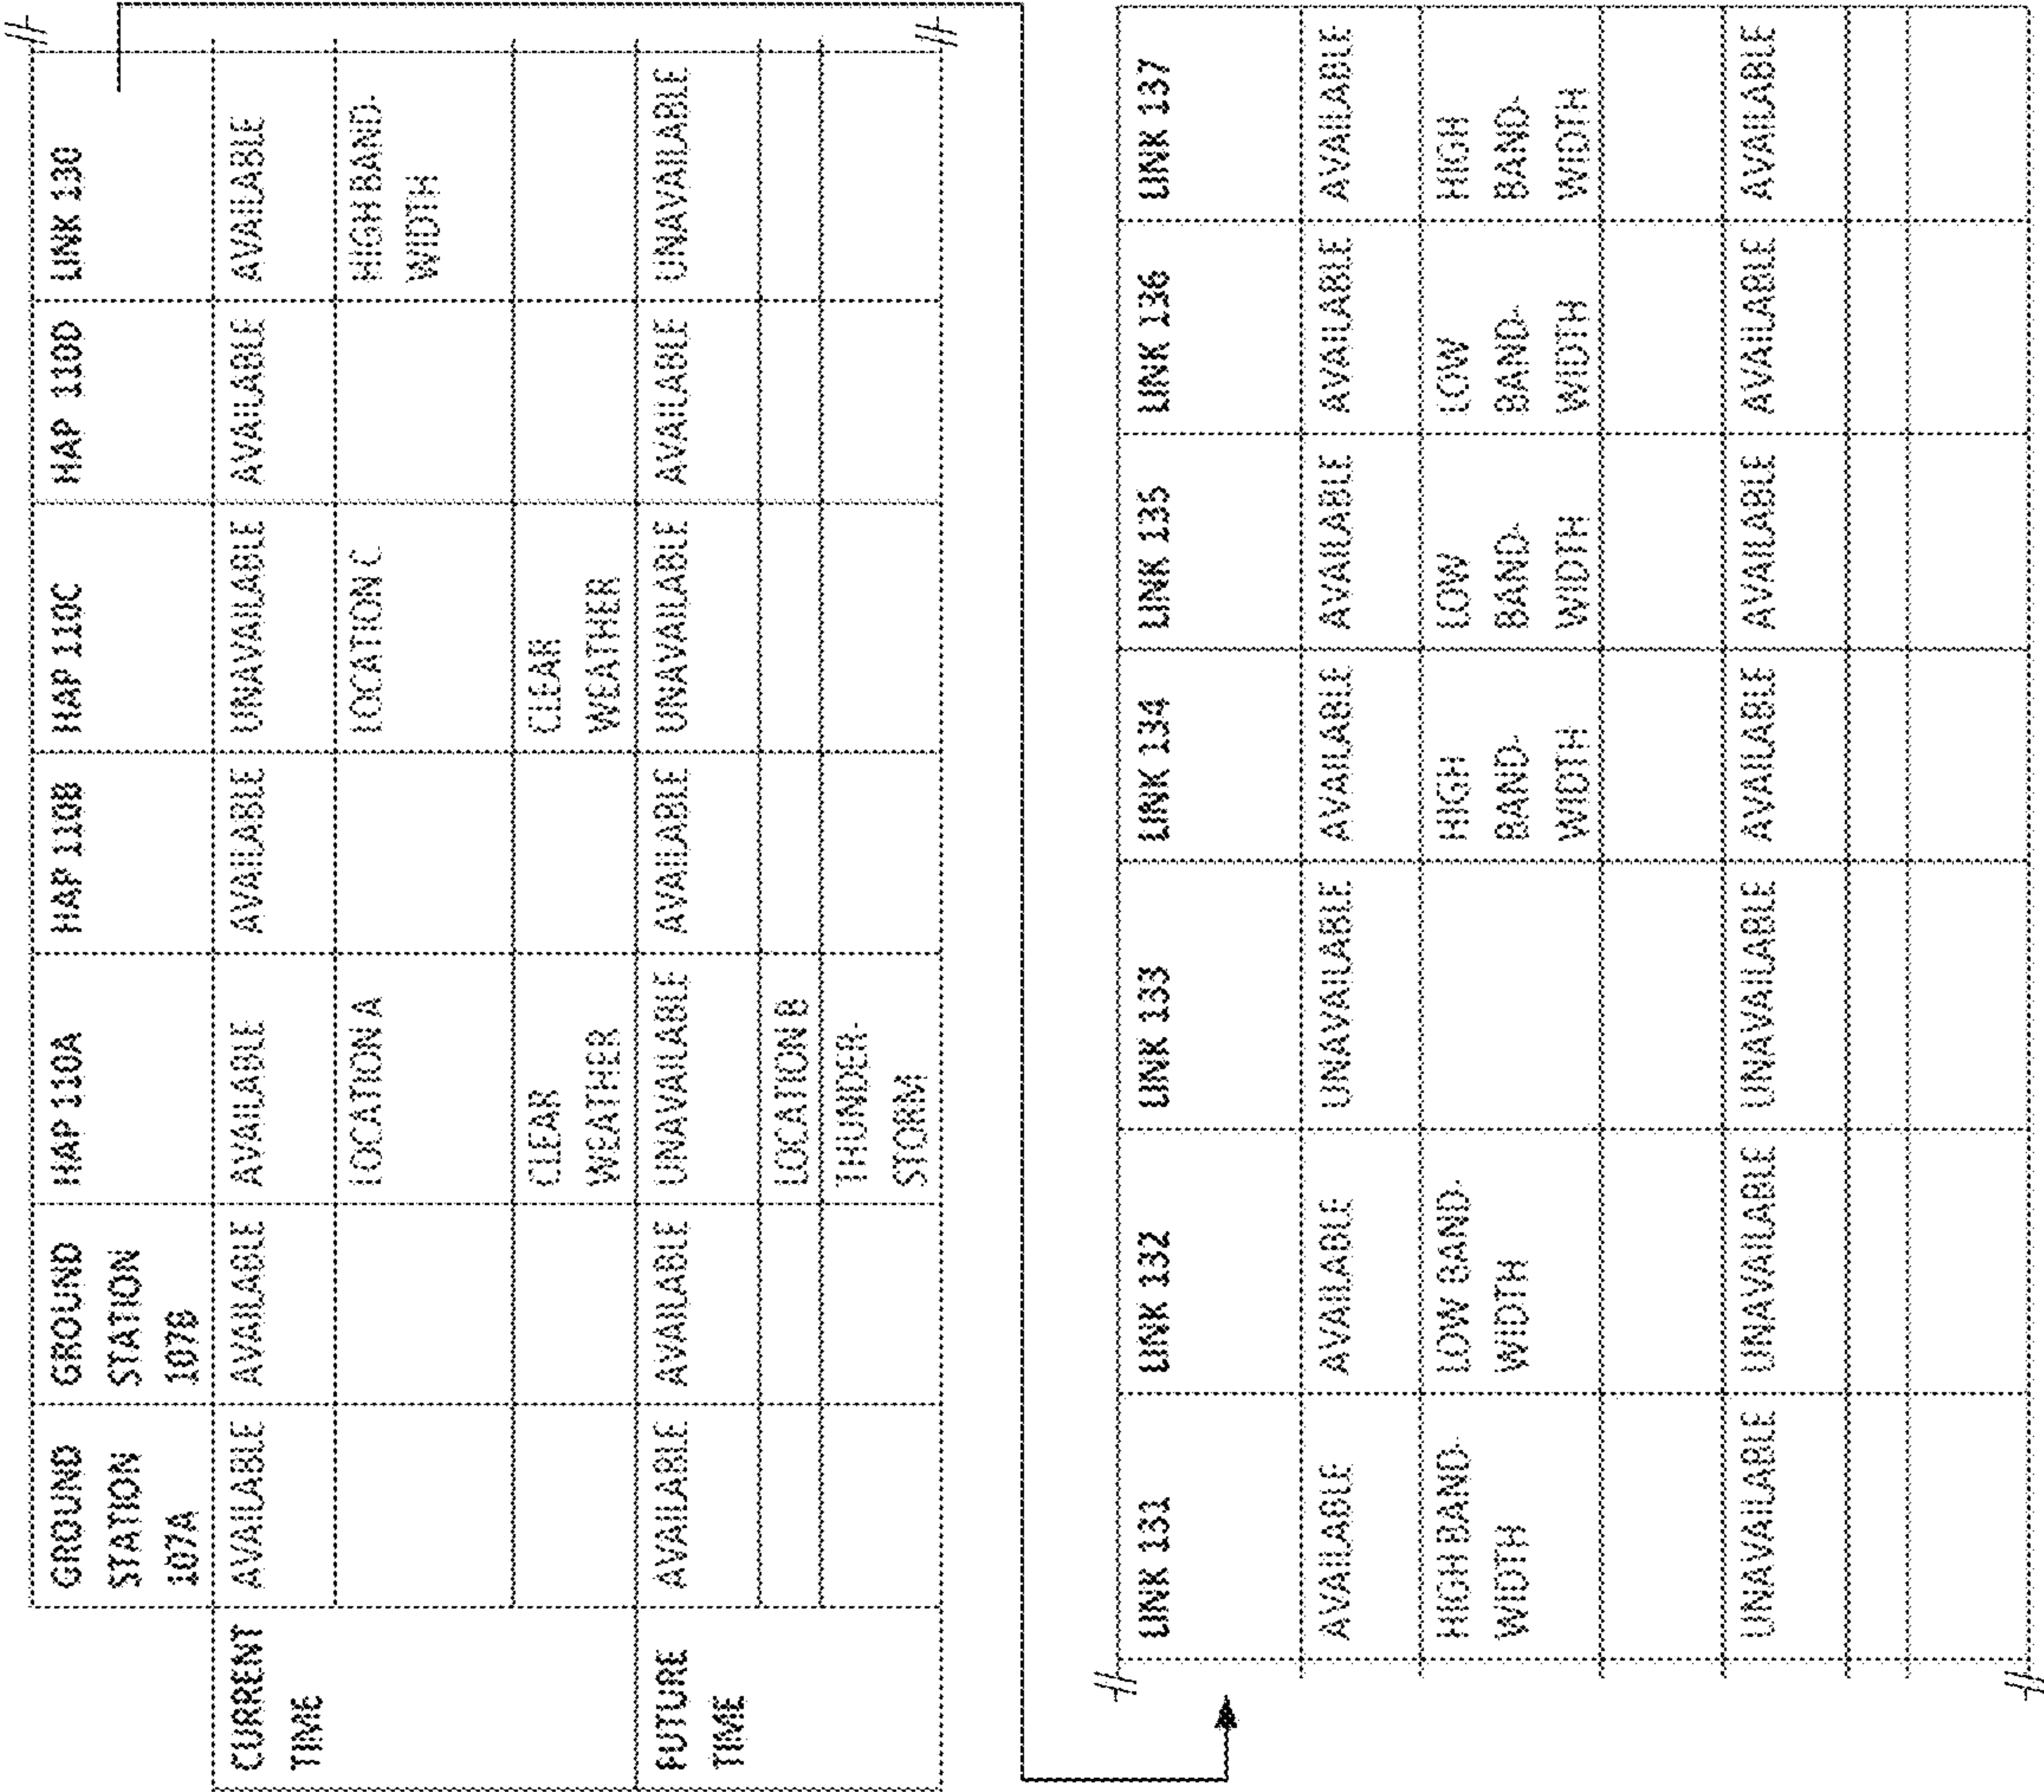 GROUND
STATION
107A
GROUND
STATION
107B
HAP 110A
HAP 110B
HAP 110C
HAP 110D
LINK 130
CURRENT
TIME
AVAILABLE
AVAILABLE
AVAILABLE
AVAILABLE
UNAVAILABLE
AVAILABLE
AVAILABLE
LOCATION A
LOCATION C
HIGH BAND-
WIDTH
CLEAR
WEATHER
CLEAR
WEATHER
FUTURE
TIME
AVAILABLE
AVAILABLE
UNAVAILABLE
AVAILABLE
UNAVAILABLE
AVAILABLE
UNAVAILABLE
LOCATION B
THUNDER-
STORM
LINK 131
LINK 132
LINK 133
LINK 134
LINK 135
LINK 136
LINK 137
AVAILABLE
AVAILABLE
UNAVAILABLE
AVAILABLE
AVAILABLE
AVAILABLE
AVAILABLE
HIGH BAND-
WIDTH
LOW BAND-
WIDTH
HIGH
BAND-
WIDTH
LOW
BAND-
WIDTH
LOW
BAND-
WIDTH
HIGH
BAND-
WIDTH
UNAVAILABLE
UNAVAILABLE
UNAVAILABLE
AVAILABLE
AVAILABLE
AVAILABLE
AVAILABLE